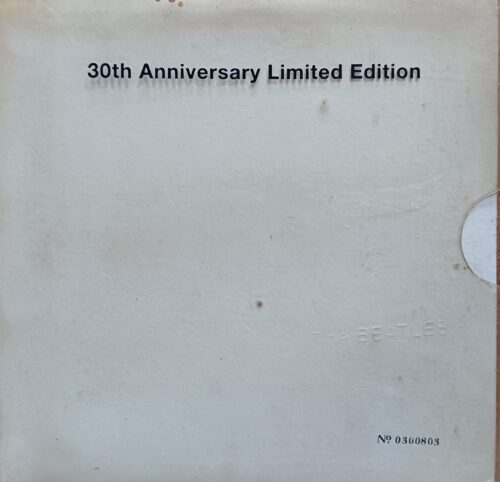 30th Anniversary Limited Edition
The BEATLES
Nº 0300803